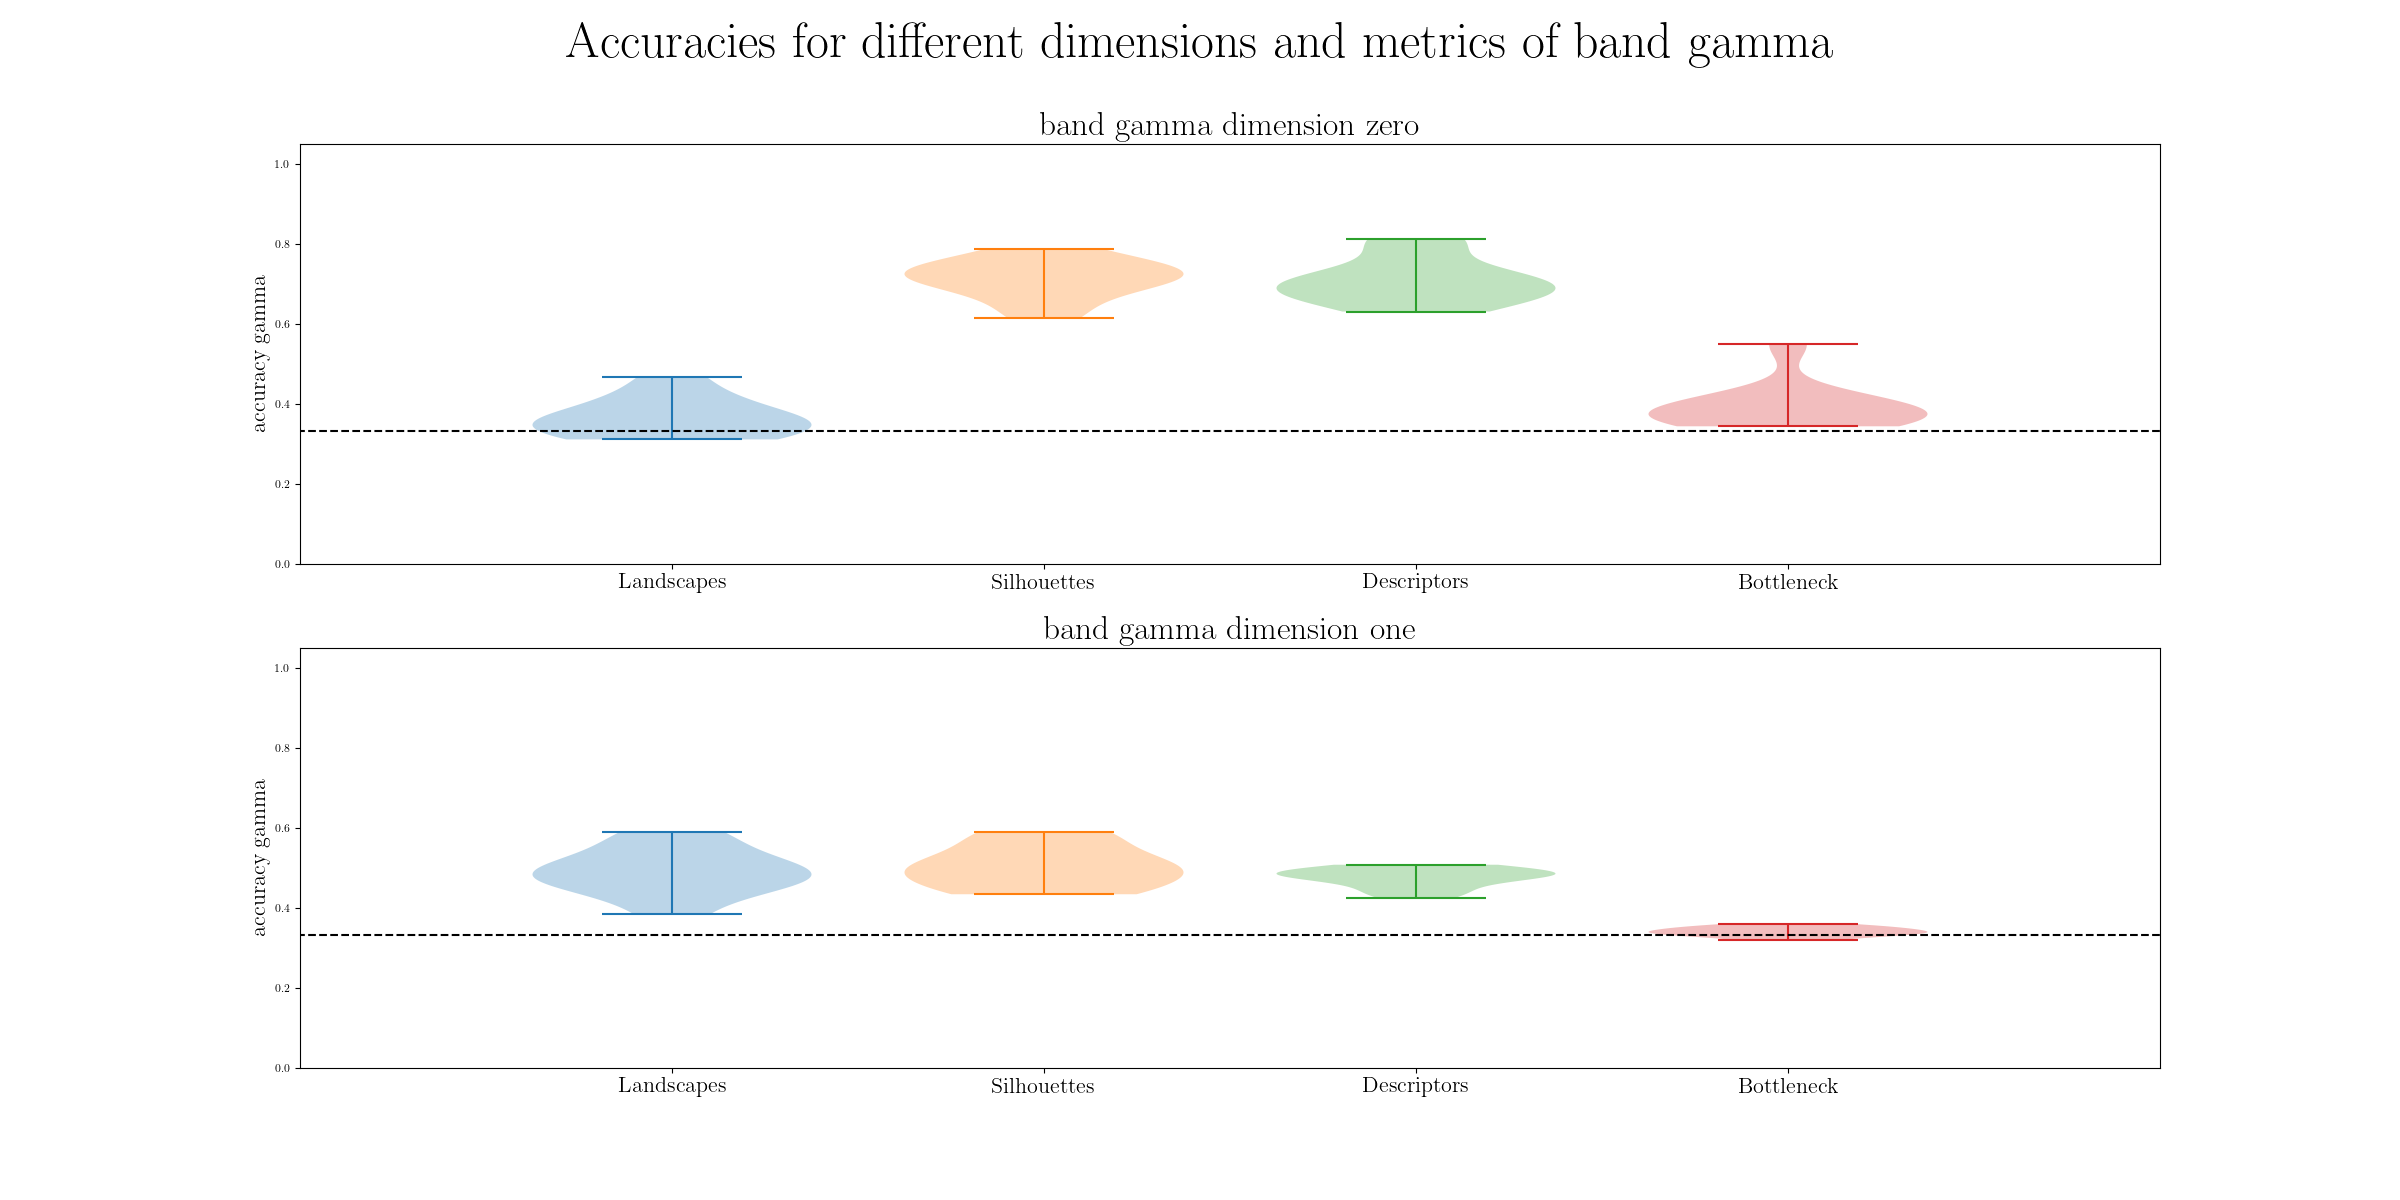 Accuracies for different dimensions and metrics of band gamma
band gamma dimension zero
accuracy gamma
1.0
0.8
0.6
0.4
0.2
0.0
Landscapes Silhouettes Descriptors Bottleneck
band gamma dimension one
accuracy gamma
1.0
0.8
0.6
0.4
0.2
0.0
Landscapes Silhouettes Descriptors Bottleneck